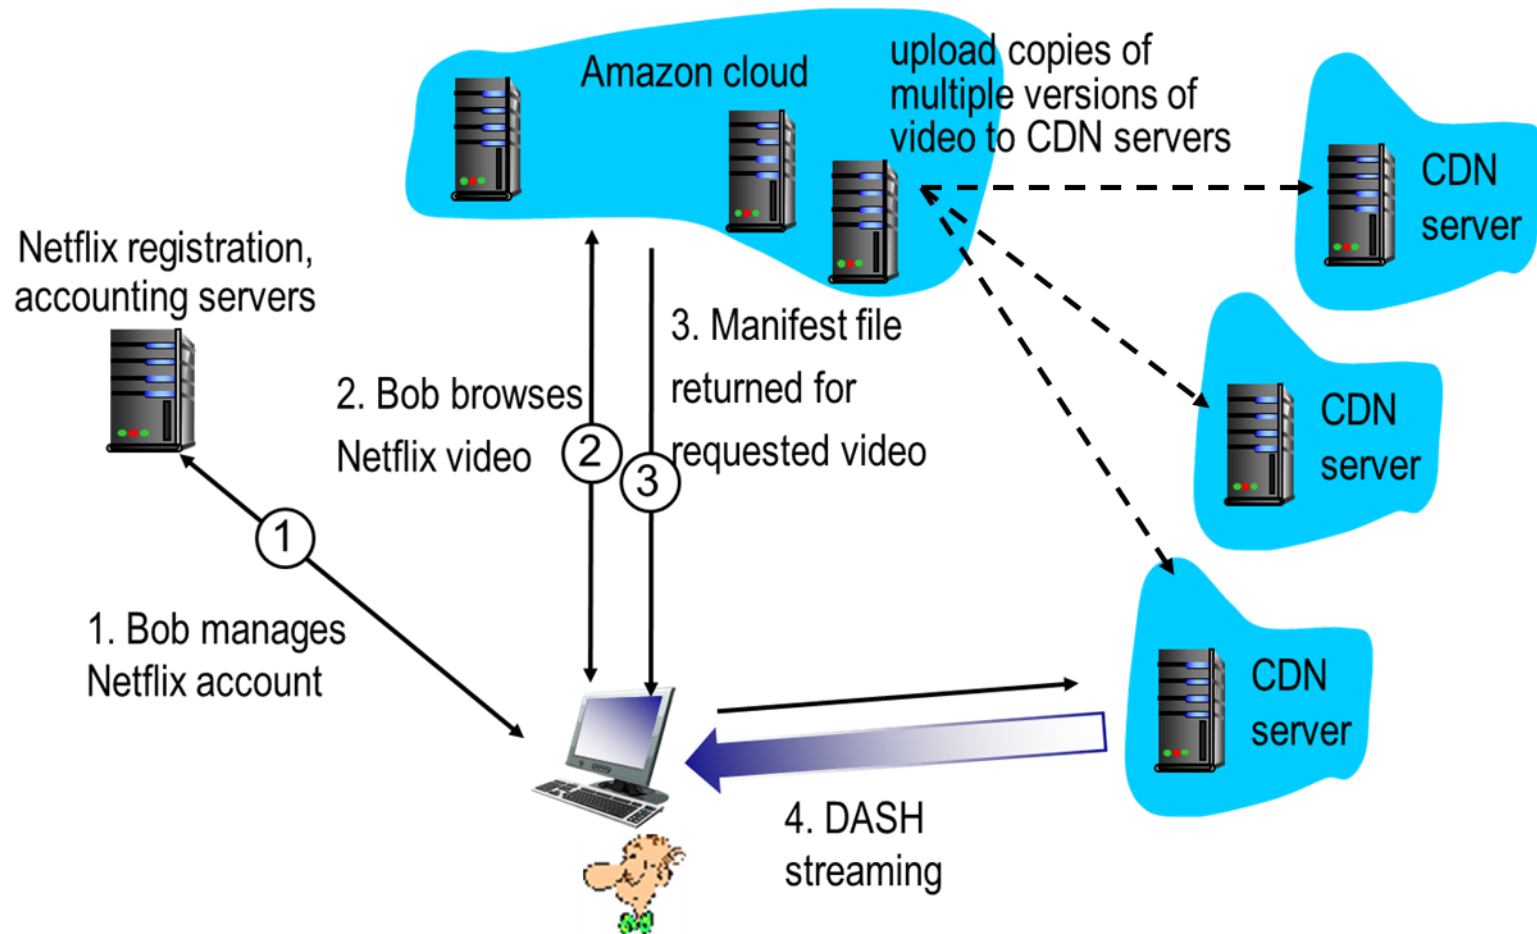 Amazon cloud
upload copies of
multiple versions of
video to CDN servers
CDN
server
Netflix registration,
accounting servers
3. Manifest file
returned for
requested video
2. Bob browses
Netflix video
2
3
CDN
server
1
1. Bob manages
Netflix account
CDN
server
4. DASH
streaming